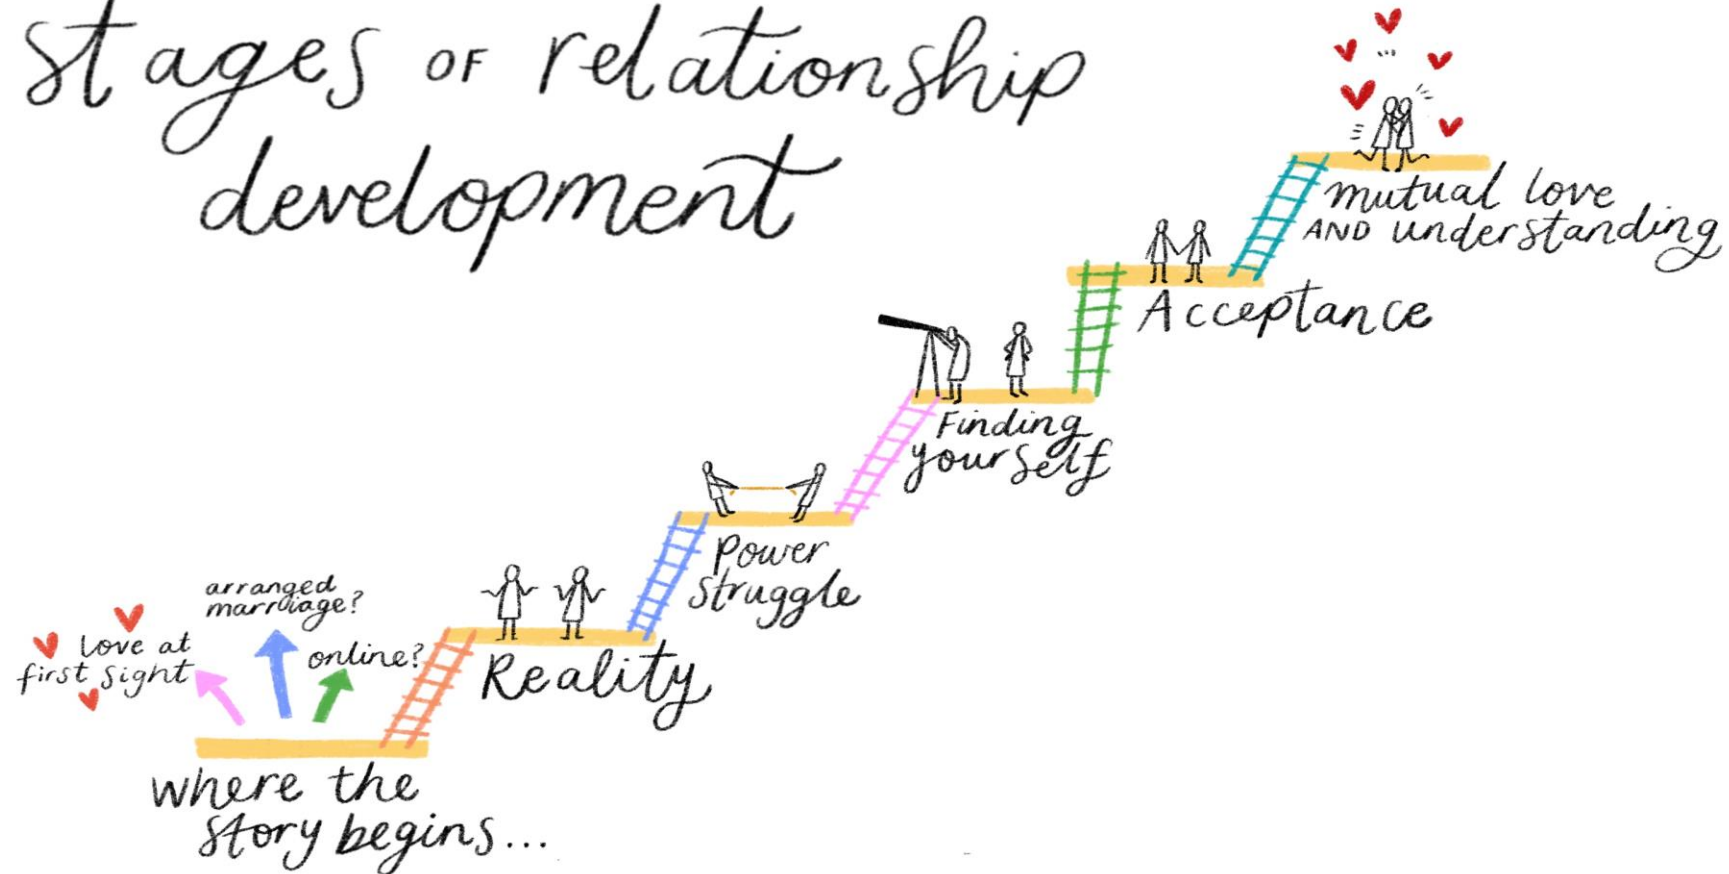 stages OF relationship
development
arranged
marriage?
love at
first sight
online?
where the
story begins...
Reality
Power
struggle
Finding
yourself
Acceptance
mutual love
AND understanding